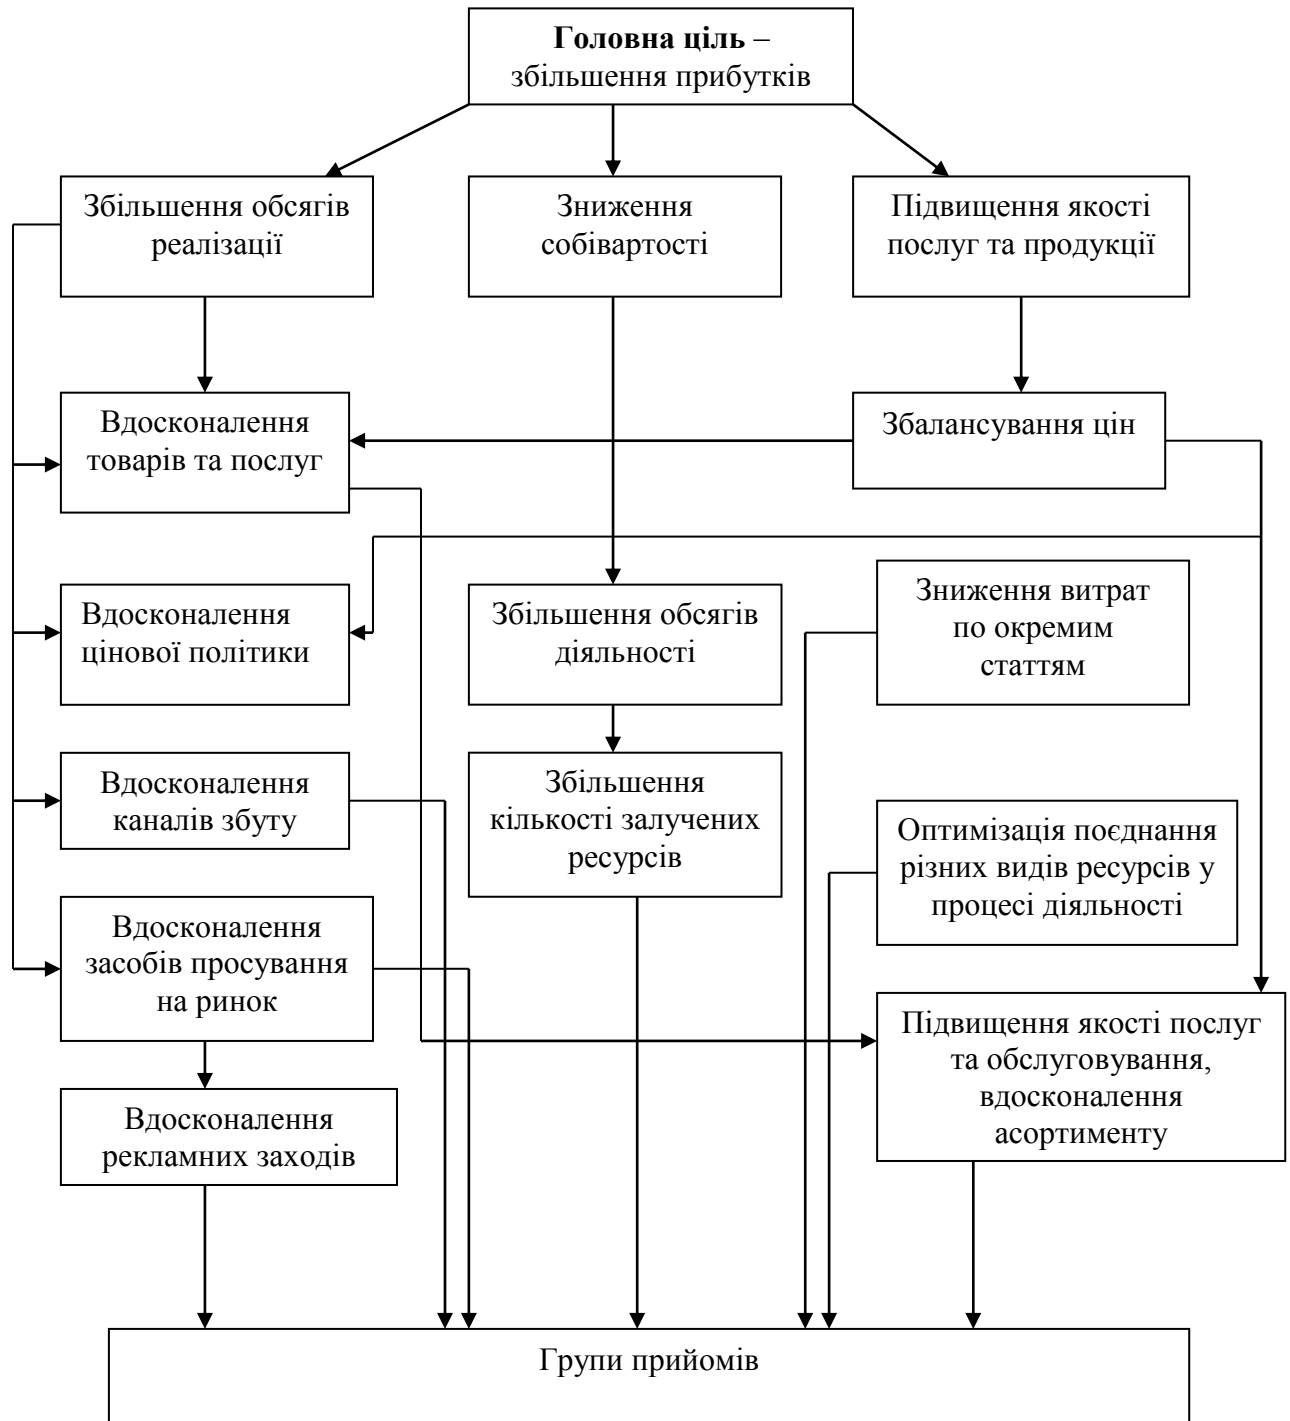 Головна ціль –
збільшення прибутків
Збільшення обсягів
реалізації
Зниження
собівартості
Підвищення якості
послуг та продукції
Вдосконалення
товарів та послуг
Збалансування цін
Вдосконалення
цінової політики
Збільшення обсягів
діяльності
Зниження витрат
по окремим
статтям
Вдосконалення
каналів збуту
Збільшення
кількості залучених
ресурсів
Оптимізація поєднання
різних видів ресурсів у
процесі діяльності
Вдосконалення
засобів просування
на ринок
Підвищення якості послуг
та обслуговування,
вдосконалення
асортименту
Вдосконалення
рекламних заходів
Групи прийомів